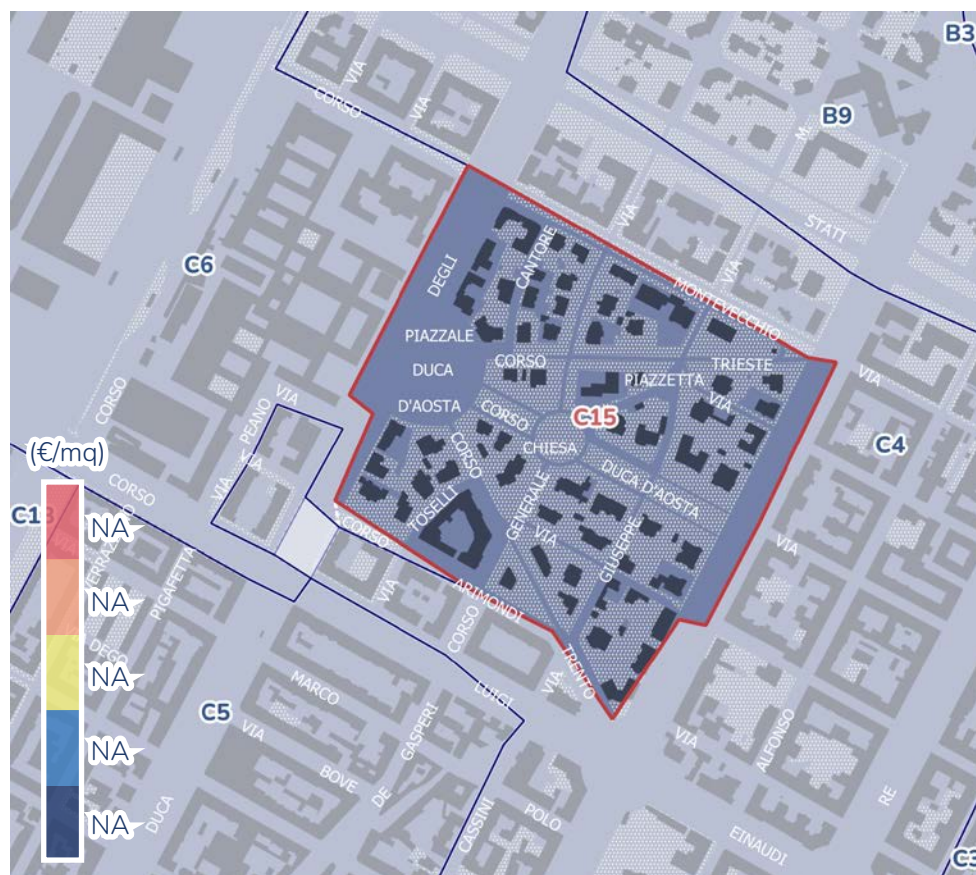 B3
B9
M.
STATI
CORSO
VIA
VIA
VIA
VIA
C6
DEGLI
CANTORE
MONTEVECCHIO
PIAZZALE
DUCA
D'AOSTA
CORSO
TRIESTE
PIAZZETTA
VIA
VIA
CORSO
C15
CHIESA
CORSO
DUCA D'AOSTA
C4
CORSO
VIA
PEANO
VIA
VIA
(€/mq)
CORSO
NA
NA
NA
NA
NA
TOSELLI
GENERALE
VIA
GIUSEPPE
VIA
CORSO
VIA
ARIMONDI
CORSO
PIGAFETTA
TRENTO
VIA
LUIGI
MARCO
C5
VIA
BOVE
DE
GASPERI
CASSINI
POLO
VIA
ALFONSO
RE
EINAUDI
DUCA